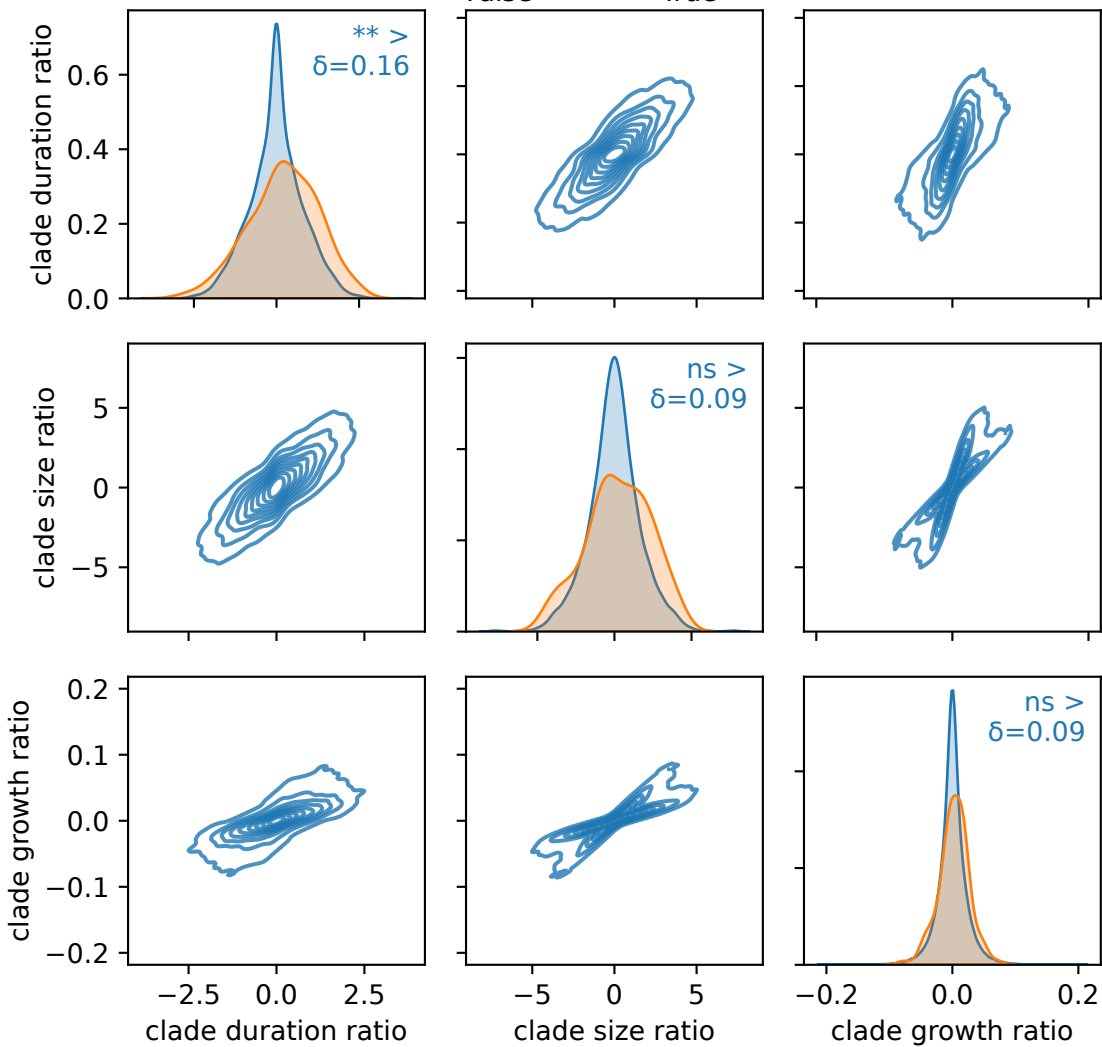 True
** >
δ=0.16
clade duration ratio
0.6
0.4
0.2
0.0
ns >
δ=0.09
clade size ratio
5
0
−5
ns >
δ=0.09
clade growth ratio
0.2
0.1
0.0
−0.1
−0.2
−2.5 0.0 2.5
−5 0 5
−0.2 0.0 0.2
clade duration ratio
clade size ratio
clade growth ratio